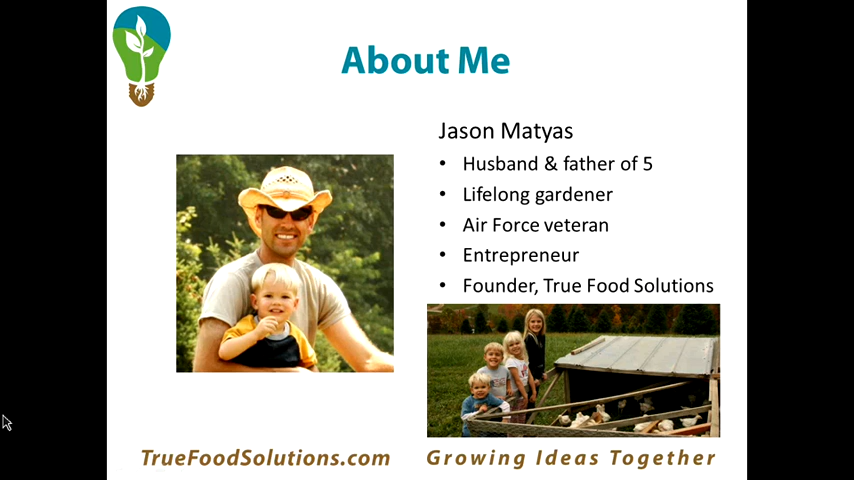 About Me
Jason Matyas
• Husband & father of 5
• Lifelong gardener
• Air Force veteran
• Entrepreneur
• Founder, True Food Solutions
TrueFoodSolutions.com
Growing Ideas Together